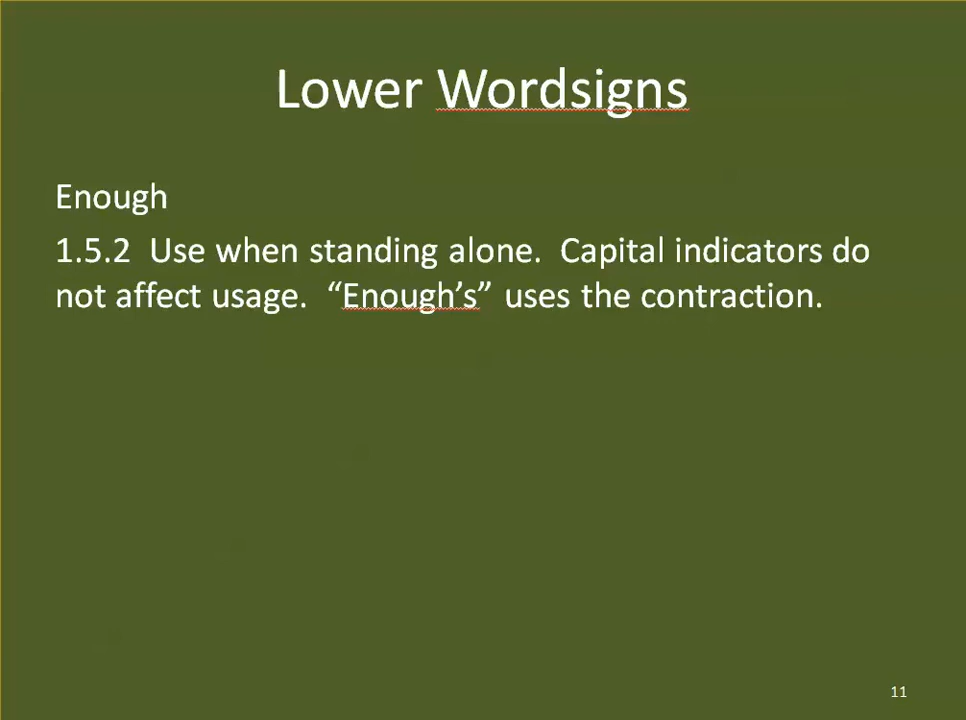 Lower Wordsigns
Enough
1.5.2  Use when standing alone.  Capital indicators do
not affect usage.  “Enough’s” uses the contraction.
11